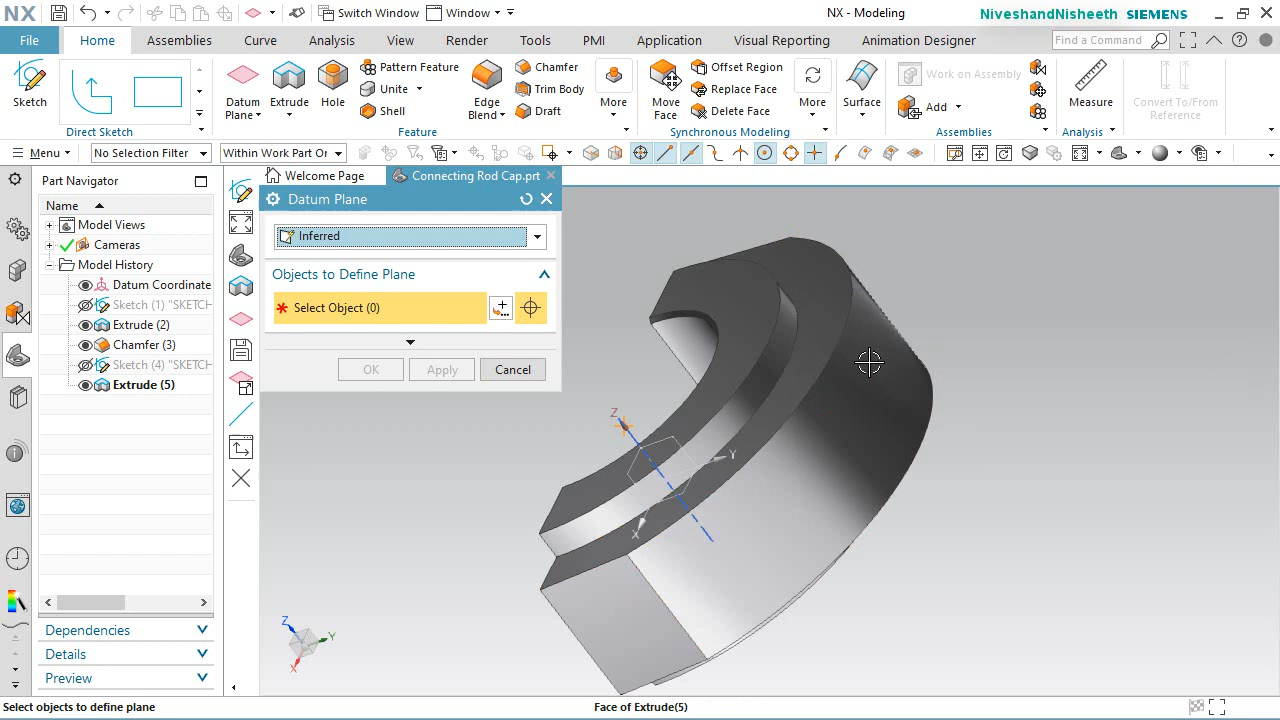 NX
Switch Window
Window
NX - Modeling
NiveshandNisheeth SIEMENS
File
Home
Assemblies
Curve
Analysis
View
Render
Tools
PMI
Application
Visual Reporting
Animation Designer
Find a Command
Sketch
Direct Sketch
Datum Plane
Extrude
Hole
Pattern Feature
Unite
Shell
Edge Blend
Chamfer
Trim Body
Draft
More
Feature
Move Face
Offset Region
Replace Face
Delete Face
More
Synchronous Modeling
Surface
Work on Assembly
Add
Assemblies
Measure
Analysis
Convert To/From Reference
Menu
No Selection Filter
Within Work Part Or
Part Navigator
Name
Model Views
Cameras
Model History
Datum Coordinate
Sketch (1) "SKETCH
Extrude (2)
Chamfer (3)
Sketch (4) "SKETCH
Extrude (5)
Dependencies
Details
Preview
Welcome Page
Connecting Rod Cap.prt
Datum Plane
Inferred
Objects to Define Plane
* Select Object (0)
OK
Apply
Cancel
Z
Y
X
Z
Y
X
Select objects to define plane
Face of Extrude(5)